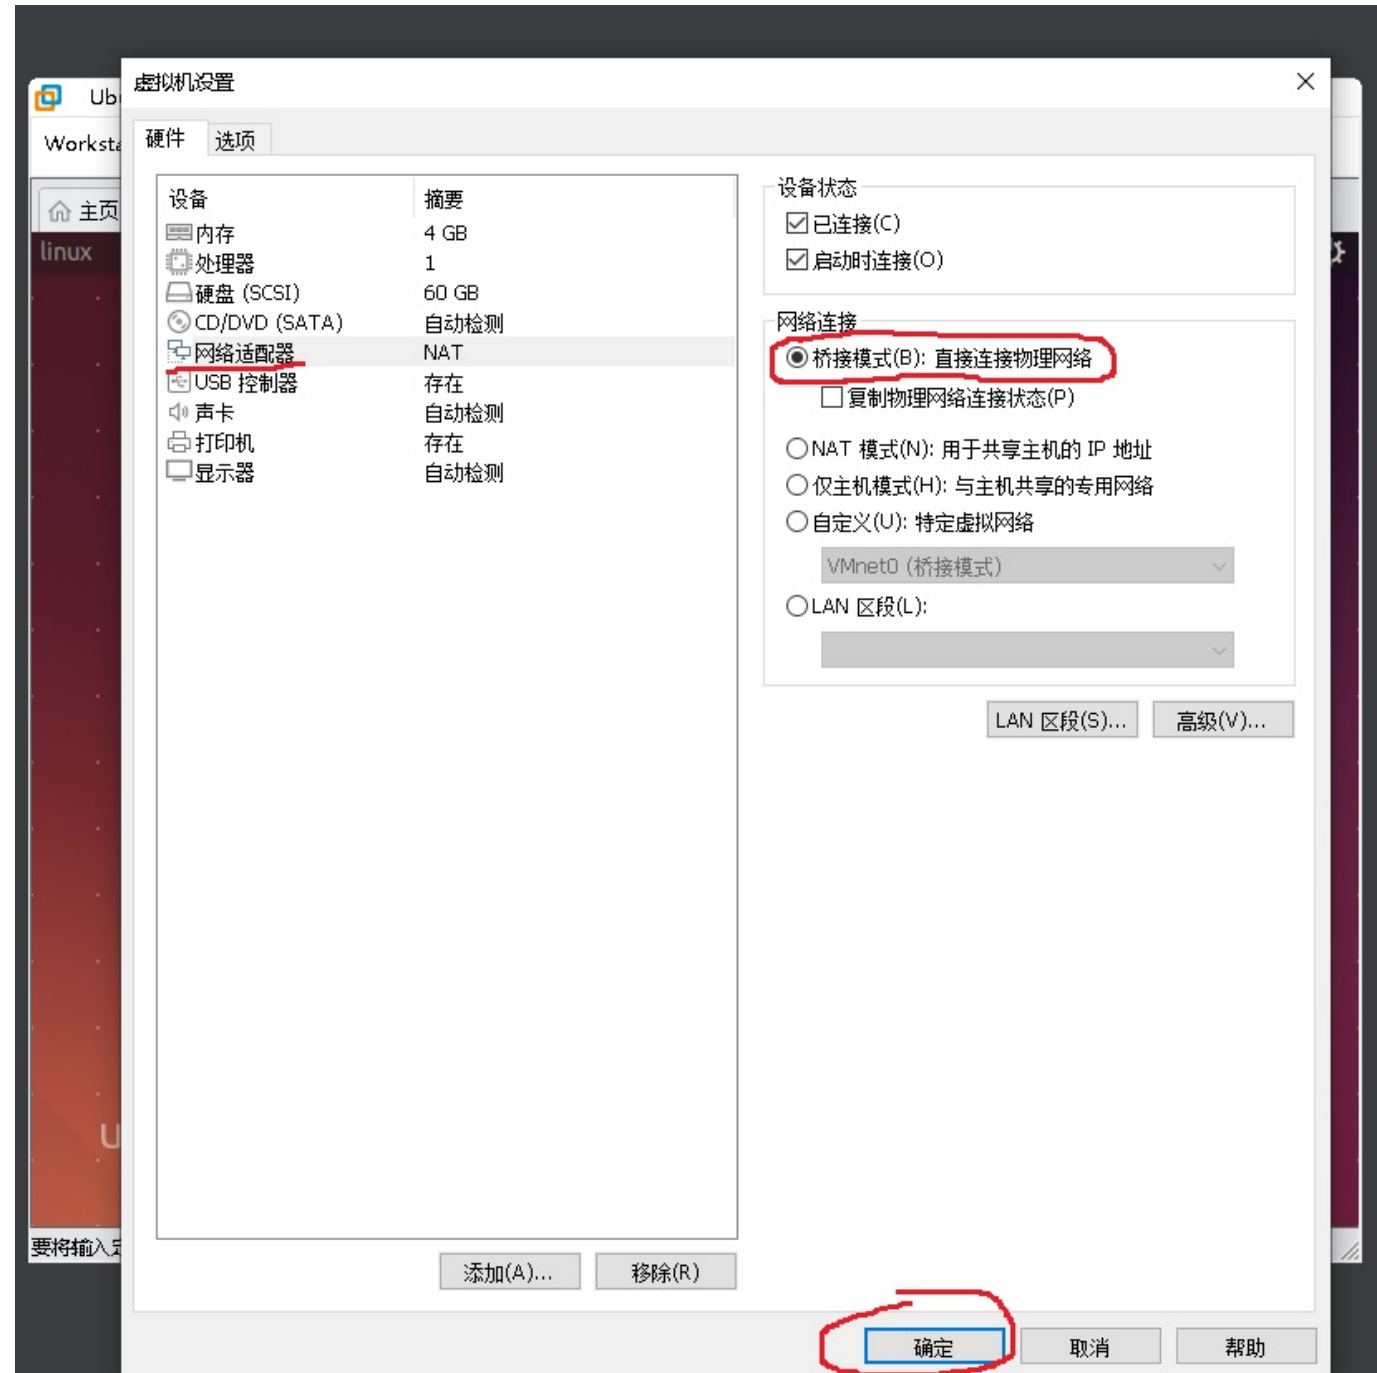 虚拟机设置
Ub
Worksta
硬件
选项
主页
linux
设备 摘要
内存 4 GB
处理器 1
硬盘 (SCSI) 60 GB
CD/DVD (SATA) 自动检测
网络适配器 NAT
USB 控制器 存在
声卡 自动检测
打印机 存在
显示器 自动检测
设备状态
已连接(C)
启动时连接(O)
网络连接
桥接模式(B): 直接连接物理网络
复制物理网络连接状态(P)
NAT 模式(N): 用于共享主机的 IP 地址
仅主机模式(H): 与主机共享的专用网络
自定义(U): 特定虚拟网络
VMnet0 (桥接模式)
LAN 区段(L):
LAN 区段(S)... 高级(V)...
U
要将输入定
添加(A)... 移除(R)
确定 取消 帮助